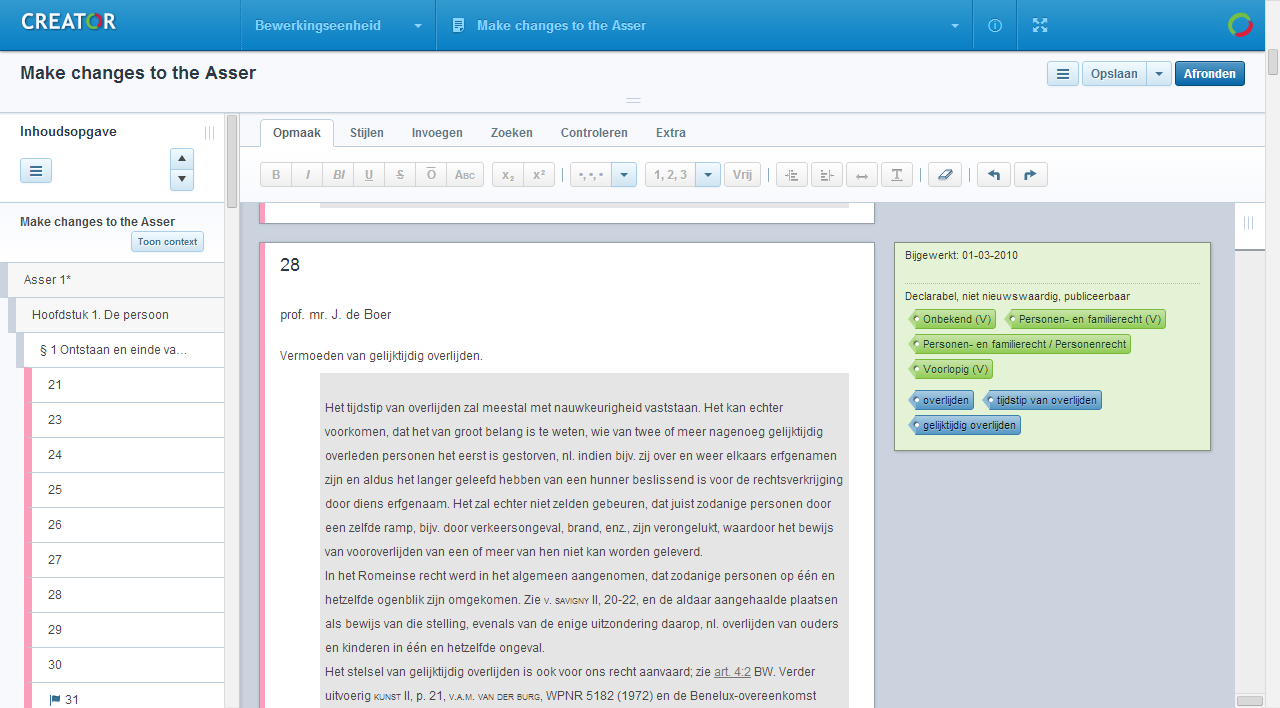 CREATOR
Bewerkingseenheid
Make changes to the Asser
Make changes to the Asser
Opslaan
Afronden
Inhoudsopgave
Opmaak Stijlen Invoegen Zoeken Controleren Extra
B I BI U S O ABC x₂ x² •, •, • 1, 2, 3 Vrij
Make changes to the Asser
Toon context
Asser 1*
Hoofdstuk 1. De persoon
§ 1 Ontstaan en einde va...
21
23
24
25
26
27
28
29
30
31
28
prof. mr. J. de Boer
Vermoeden van gelijktijdig overlijden.
Het tijdstip van overlijden zal meestal met nauwkeurigheid vaststaan. Het kan echter
voorkomen, dat het van groot belang is te weten, wie van twee of meer nagenoeg gelijktijdig
overleden personen het eerst is gestorven, nl. indien bijv. zij over en weer elkaars erfgenamen
zijn en aldus het langer geleefd hebben van een hunner beslissend is voor de rechtsverkrijging
door diens erfgenaam. Het zal echter niet zelden gebeuren, dat juist zodanige personen door
een zelfde ramp, bijv. door verkeersongeval, brand, enz., zijn verongelukt, waardoor het bewijs
van vooroverlijden van een of meer van hen niet kan worden geleverd.
In het Romeinse recht werd in het algemeen aangenomen, dat zodanige personen op één en
hetzelfde ogenblik zijn omgekomen. Zie V. SAVIGNY II, 20-22, en de aldaar aangehaalde plaatsen
als bewijs van die stelling, evenals van de enige uitzondering daarop, nl. overlijden van ouders
en kinderen in één en hetzelfde ongeval.
Het stelsel van gelijktijdig overlijden is ook voor ons recht aanvaard; zie art. 4:2 BW. Verder
uitvoerig KUNST II, p. 21, V.A.M. VAN DER BURG, WPNR 5182 (1972) en de Benelux-overeenkomst
Bijgewerkt: 01-03-2010
Declarabel, niet nieuwswaardig, publiceerbaar
Onbekend (V) Personen- en familierecht (V)
Personen- en familierecht / Personenrecht
Voorlopig (V)
overlijden tijdstip van overlijden
gelijktijdig overlijden